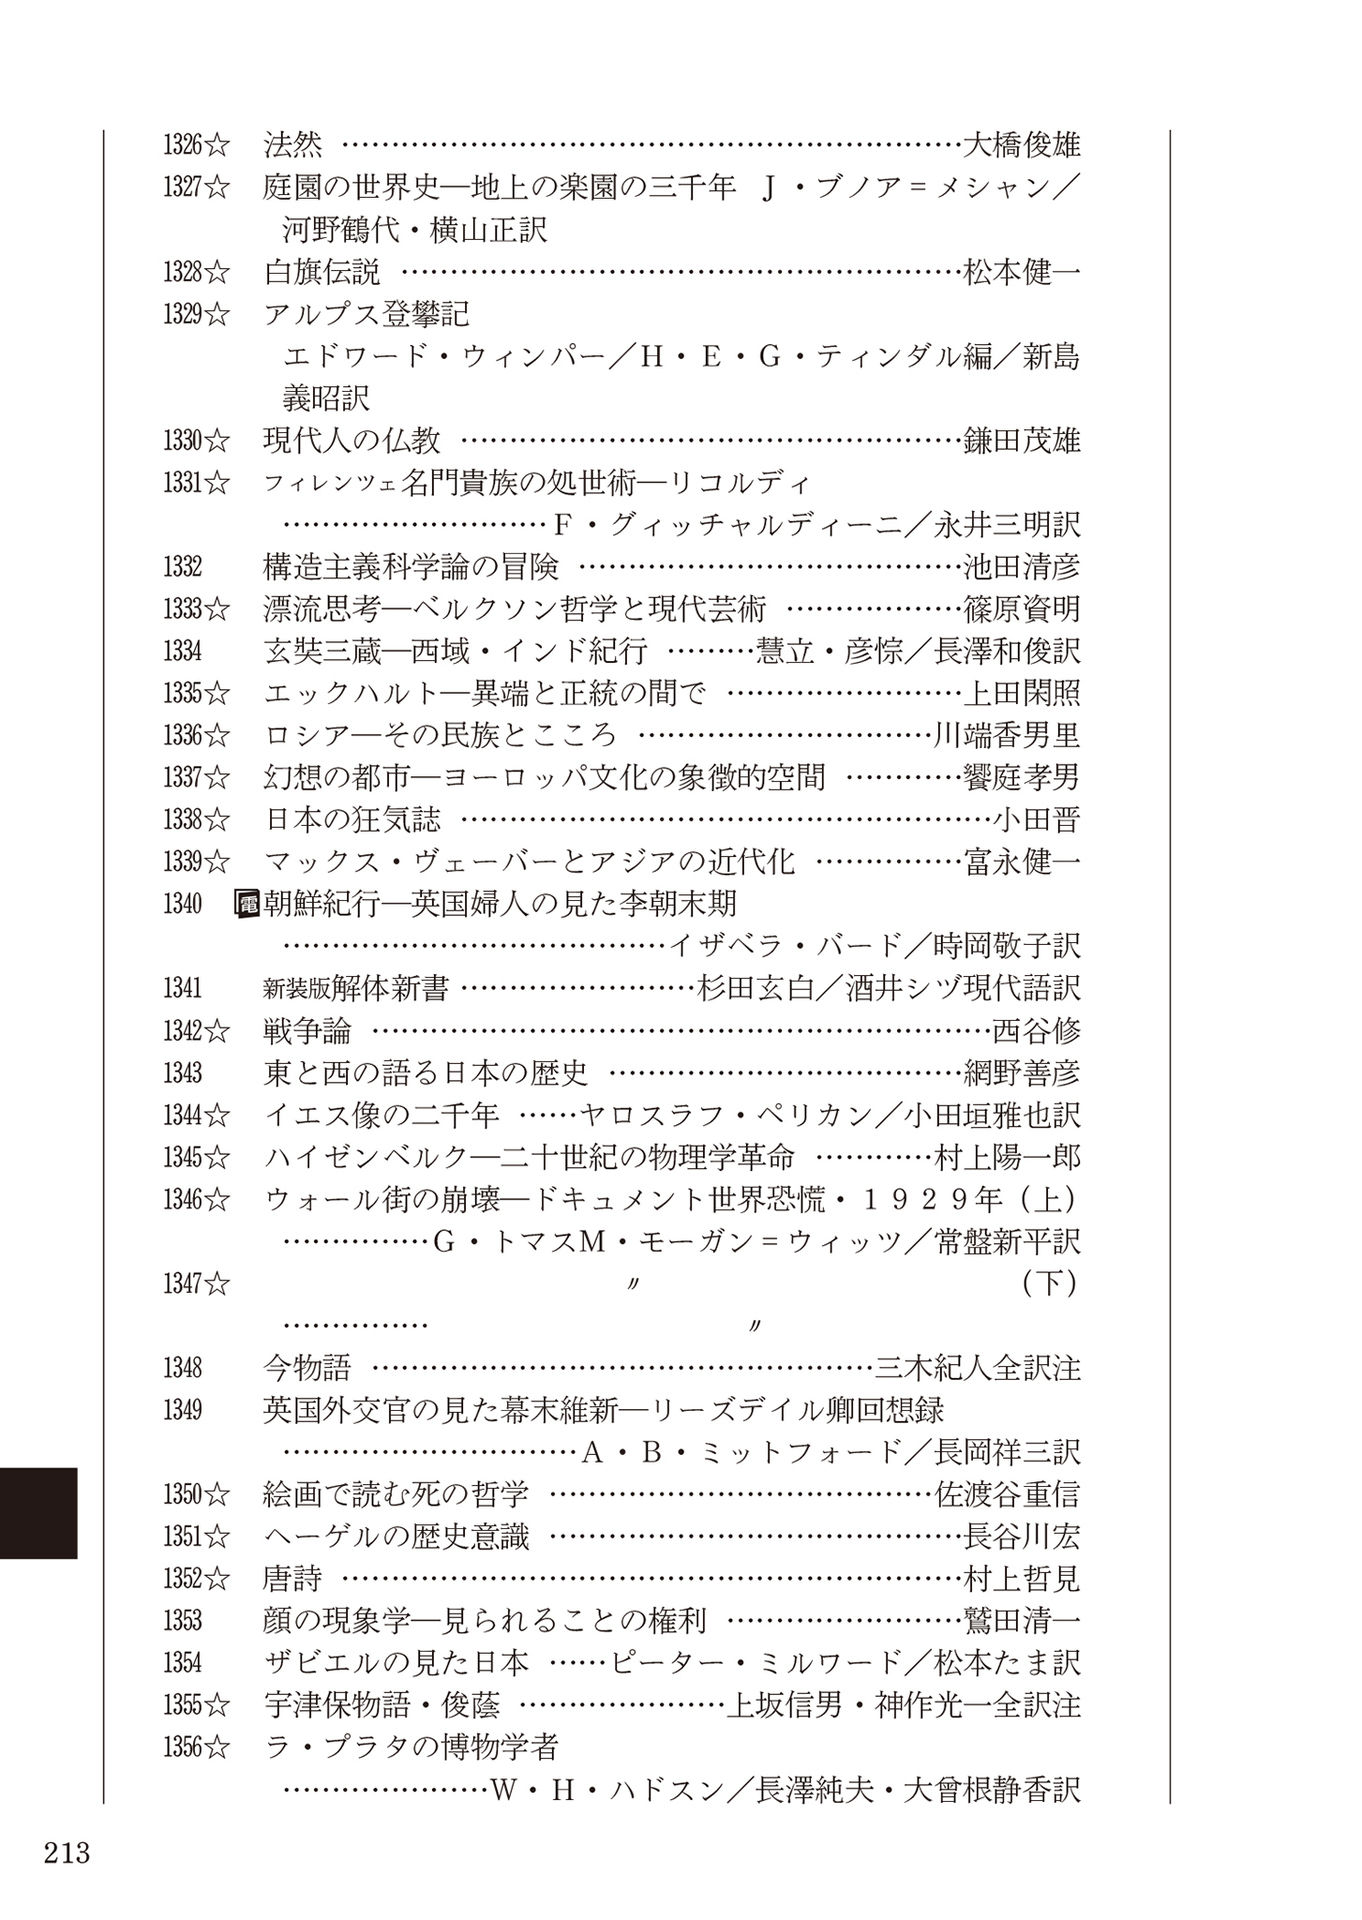 1326☆ 法然 ……………………………………………………… 大橋俊雄
1327☆ 庭園の世界史―地上の楽園の三千年 J・ブノア=メシャン／
河野鶴代・横山正訳
1328☆ 白旗伝説 ………………………………………………… 松本健一
1329☆ アルプス登攀記
エドワード・ウィンパー／H・E・G・ティンダル編／新島
義昭訳
1330☆ 現代人の仏教 …………………………………………… 鎌田茂雄
1331☆ フィレンツェ名門貴族の処世術―リコルディ
……………………… F・グィッチャルディーニ／永井三明訳
1332 構造主義科学論の冒険 ………………………………… 池田清彦
1333☆ 漂流思考―ベルクソン哲学と現代芸術 ……………… 篠原資明
1334 玄奘三蔵―西域・インド紀行 ……… 慧立・彦悰／長澤和俊訳
1335☆ エックハルト―異端と正統の間で …………………… 上田閑照
1336☆ ロシア―その民族とこころ ………………………… 川端香男里
1337☆ 幻想の都市―ヨーロッパ文化の象徴的空間 ………… 饗庭孝男
1338☆ 日本の狂気誌 ……………………………………………… 小田晋
1339☆ マックス・ヴェーバーとアジアの近代化 …………… 富永健一
1340 電 朝鮮紀行―英国婦人の見た李朝末期
………………………………… イザベラ・バード／時岡敬子訳
1341 新装版解体新書 …………………… 杉田玄白／酒井シヅ現代語訳
1342☆ 戦争論 ……………………………………………………… 西谷修
1343 東と西の語る日本の歴史 ……………………………… 網野善彦
1344☆ イエス像の二千年 …… ヤロスラフ・ペリカン／小田垣雅也訳
1345☆ ハイゼンベルク―二十世紀の物理学革命 ………… 村上陽一郎
1346☆ ウォール街の崩壊―ドキュメント世界恐慌・1929年（上）
…………… G・トマスM・モーガン=ウィッツ／常盤新平訳
1347☆ 〃 （下）
…………… 〃
1348 今物語 …………………………………………… 三木紀人全訳注
1349 英国外交官の見た幕末維新―リーズデイル卿回想録
………………………… A・B・ミットフォード／長岡祥三訳
1350☆ 絵画で読む死の哲学 ………………………………… 佐渡谷重信
1351☆ ヘーゲルの歴史意識 …………………………………… 長谷川宏
1352☆ 唐詩 ……………………………………………………… 村上哲見
1353 顔の現象学―見られることの権利 …………………… 鷲田清一
1354 ザビエルの見た日本 …… ピーター・ミルワード／松本たま訳
1355☆ 宇津保物語・俊蔭 ………………… 上坂信男・神作光一全訳注
1356☆ ラ・プラタの博物学者
………………… W・H・ハドスン／長澤純夫・大曾根静香訳
213